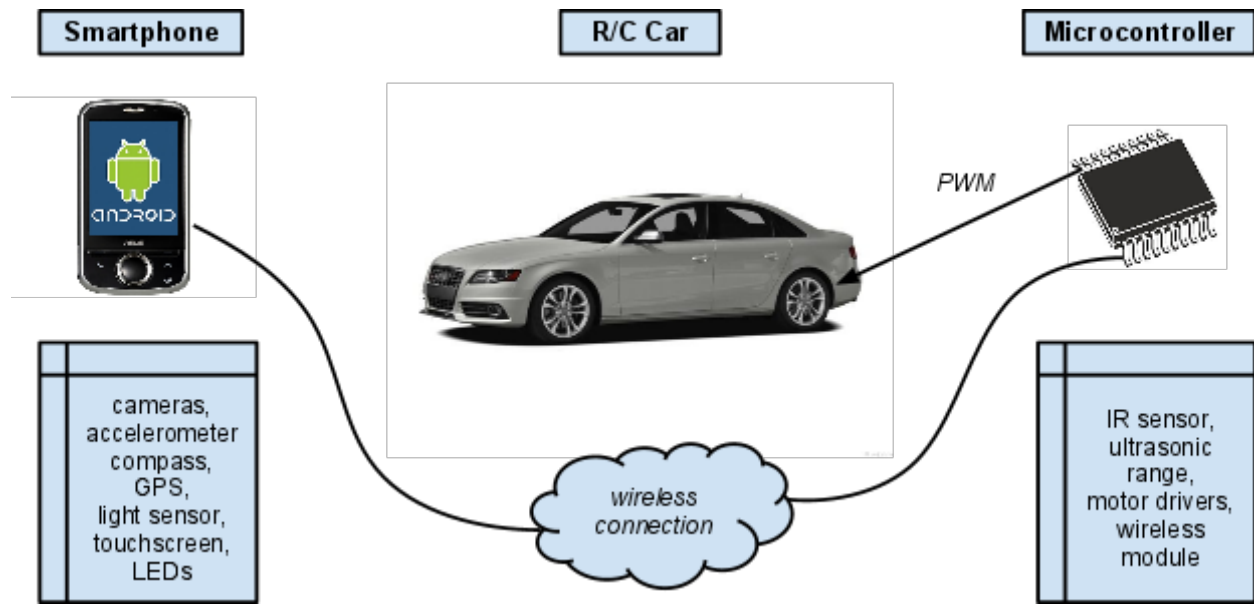 Smartphone
R/C Car
Microcontroller
ANDROID
PWM
cameras,
accelerometer
compass,
GPS,
light sensor,
touchscreen,
LEDs
wireless
connection
IR sensor,
ultrasonic
range,
motor drivers,
wireless
module